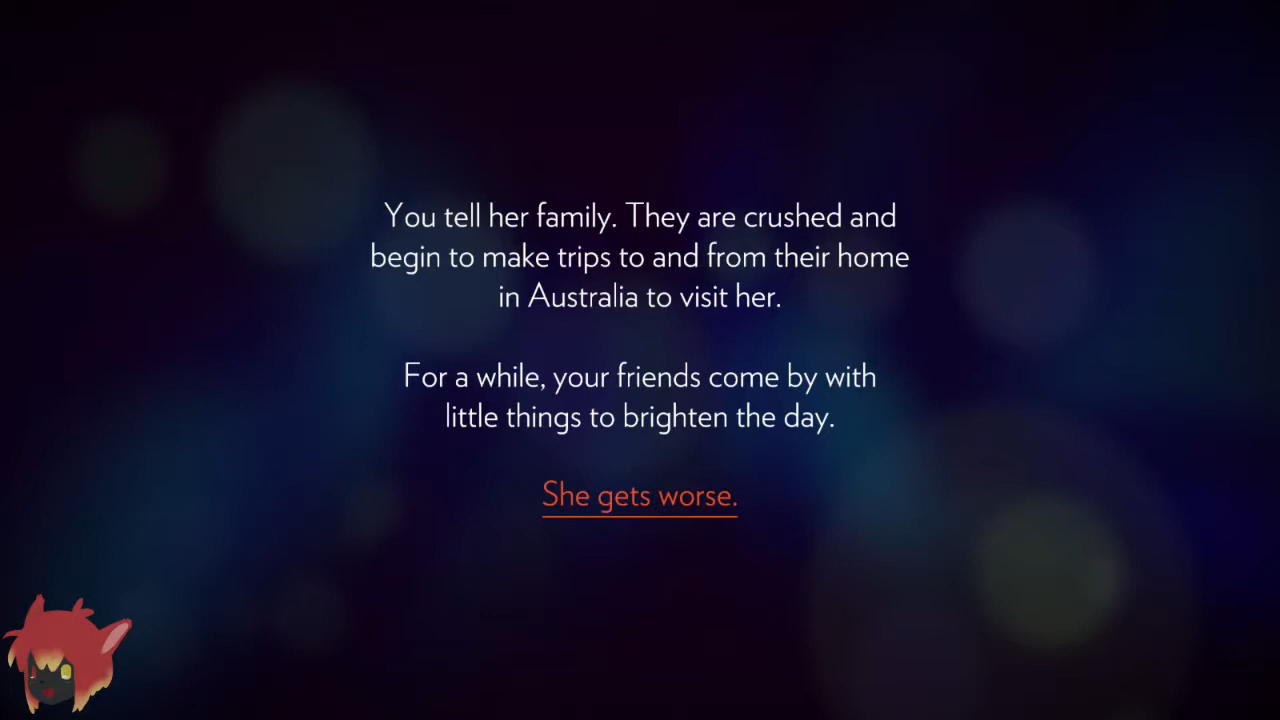 You tell her family. They are crushed and
begin to make trips to and from their home
in Australia to visit her.
For a while, your friends come by with
little things to brighten the day.
She gets worse.